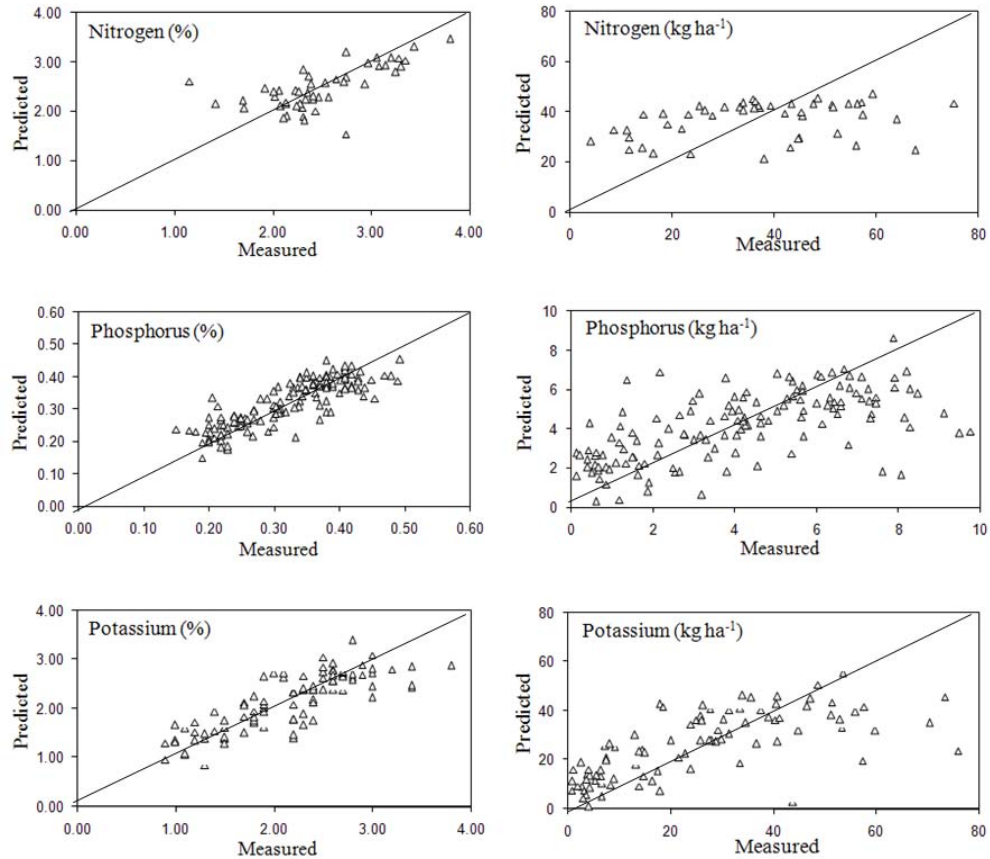 4.00
3.00
2.00
1.00
0.00
Predicted
Nitrogen (%)
0.00 1.00 2.00 3.00 4.00
Measured
80
60
40
20
0
Predicted
Nitrogen (kg ha-1)
0 20 40 60 80
Measured
0.60
0.50
0.40
0.30
0.20
0.10
0.00
Predicted
Phosphorus (%)
0.00 0.10 0.20 0.30 0.40 0.50 0.60
Measured
10
8
6
4
2
0
Predicted
Phosphorus (kg ha-1)
0 2 4 6 8 10
Measured
4.00
3.00
2.00
1.00
0.00
Predicted
Potassium (%)
0.00 1.00 2.00 3.00 4.00
Measured
80
60
40
20
0
Predicted
Potassium (kg ha-1)
0 20 40 60 80
Measured